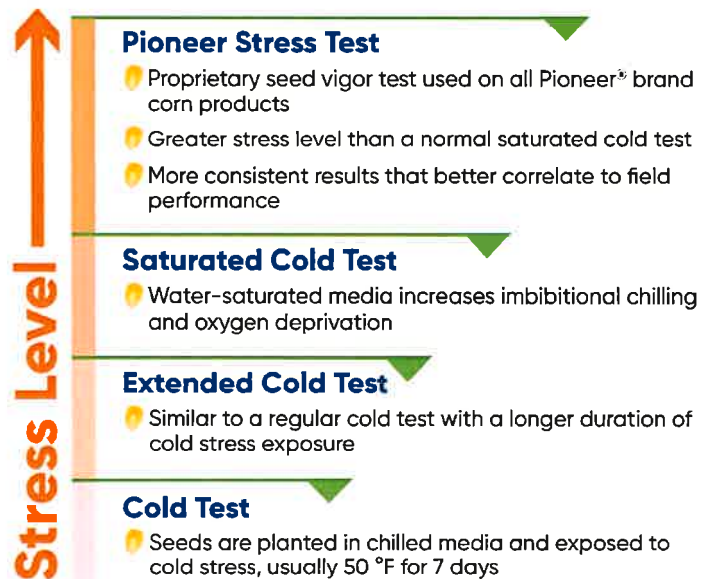 Stress Level
Pioneer Stress Test
Proprietary seed vigor test used on all Pioneer® brand
corn products
Greater stress level than a normal saturated cold test
More consistent results that better correlate to field
performance
Saturated Cold Test
Water-saturated media increases imbibitional chilling
and oxygen deprivation
Extended Cold Test
Similar to a regular cold test with a longer duration of
cold stress exposure
Cold Test
Seeds are planted in chilled media and exposed to
cold stress, usually 50 °F for 7 days